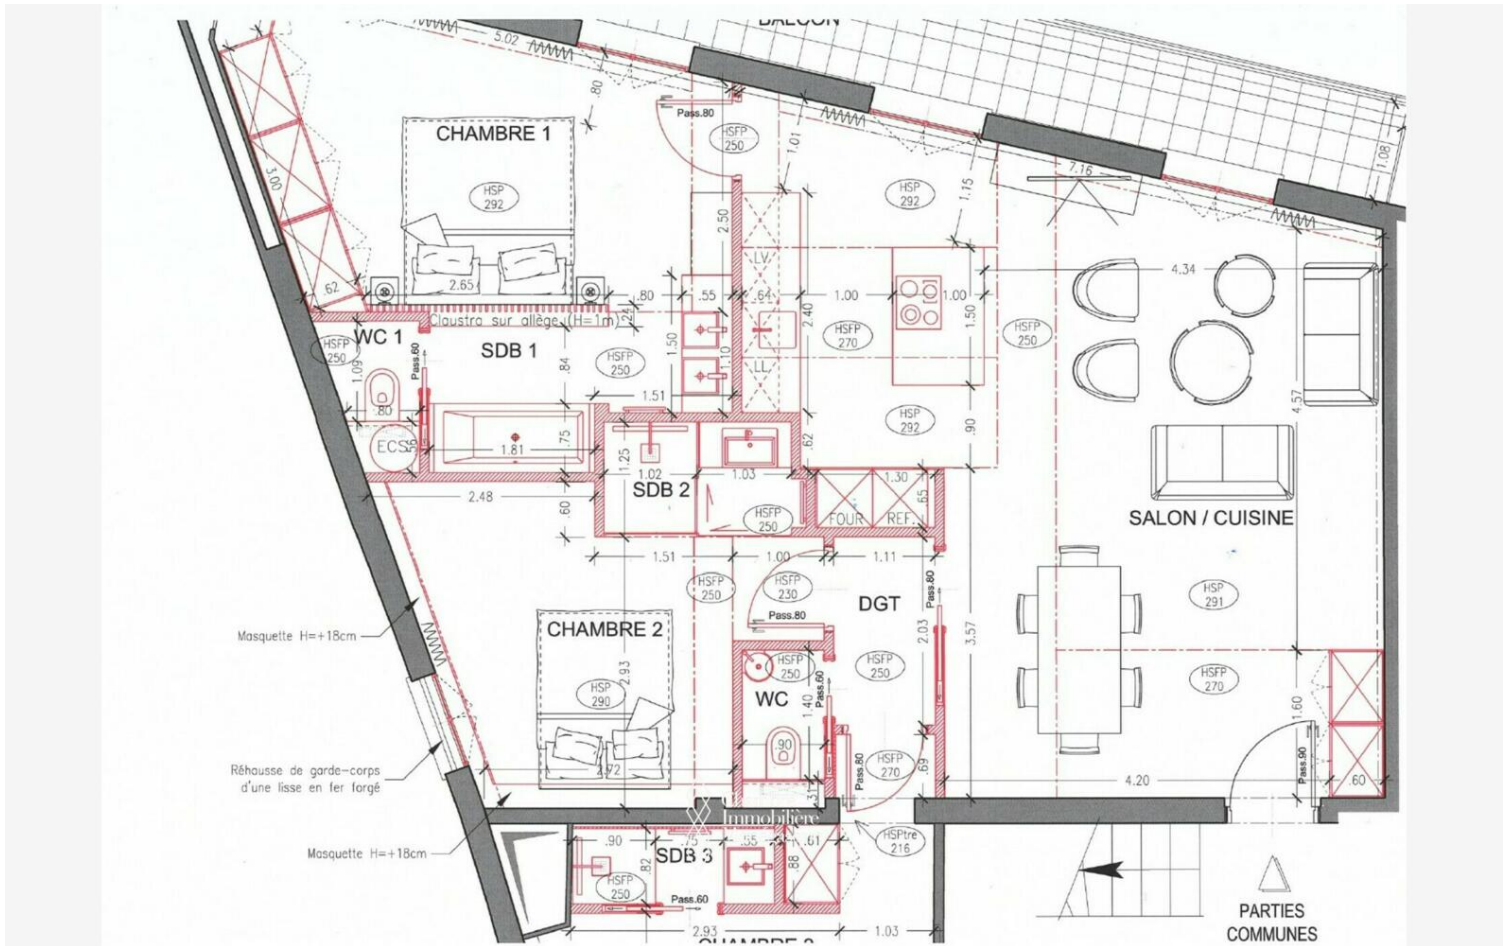 BALCON
5.02
.80
CHAMBRE 1
Pass.80
HSFP
250
1.01
1.08
7.16
3.00
HSP
292
HSP
292
1.15
2.50
LV
4.34
2.65
.62
.80
.55
.64
1.00
1.00
Claustra sur allège (H=1m)
.24
2.40
1.50
WC 1
HSFP
250
SDB 1
HSFP
250
1.50
1.10
HSFP
270
HSFP
250
Pass.60
1.09
.84
LL
1.51
.80
4.57
HSP
292
.90
ECS
.56
1.81
.75
1.25
1.02
1.03
.62
2.48
SDB 2
1.30
.65
.60
HSFP
250
FOUR
REF.
SALON / CUISINE
1.51
1.00
1.11
HSFP
250
HSFP
230
Pass.80
DGT
Pass.80
HSP
291
CHAMBRE 2
2.03
3.57
Masquette H=+18cm
2.93
HSFP
250
HSFP
250
HSFP
270
HSP
290
WC
Pass.60
1.40
1.60
.90
Réhausse de garde-corps
d'une lisse en fer forgé
2.72
Pass.80
HSFP
270
.69
4.20
Pass.90
.60
.31
Immobilière
Masquette H=+18cm
.90
.75
.55
.61
HSPtre
216
SDB 3
.82
.88
HSFP
250
Pass.60
2.93
1.03
PARTIES
COMMUNES
CHAMBRE 3